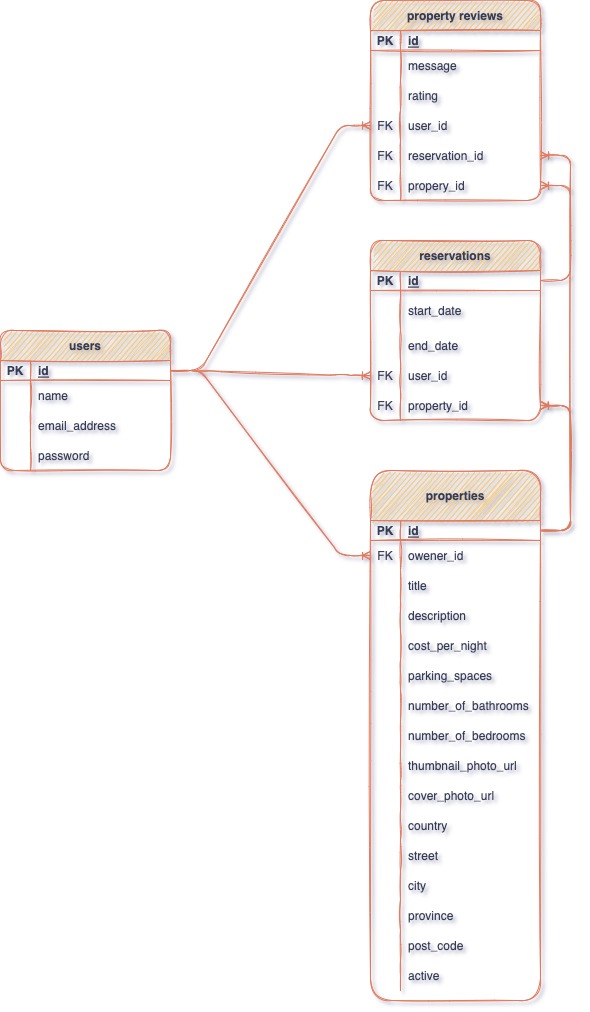 property reviews
PK id
message
rating
FK user_id
FK reservation_id
FK propery_id
reservations
PK id
start_date
end_date
FK user_id
FK property_id
users
PK id
name
email_address
password
properties
PK id
FK owener_id
title
description
cost_per_night
parking_spaces
number_of_bathrooms
number_of_bedrooms
thumbnail_photo_url
cover_photo_url
country
street
city
province
post_code
active